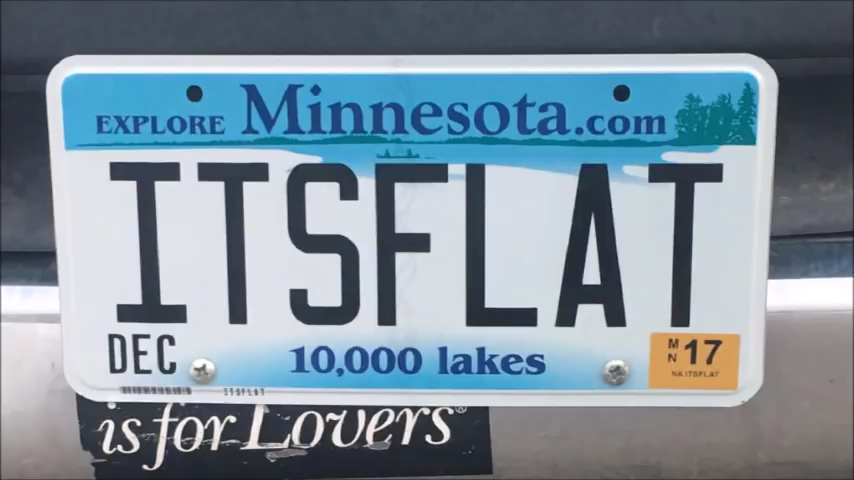 EXPLORE Minnesota.com
ITSFLAT
DEC
10,000 lakes
MN 17
NA ITSFLAT
ITSFLAT
is for Lovers®